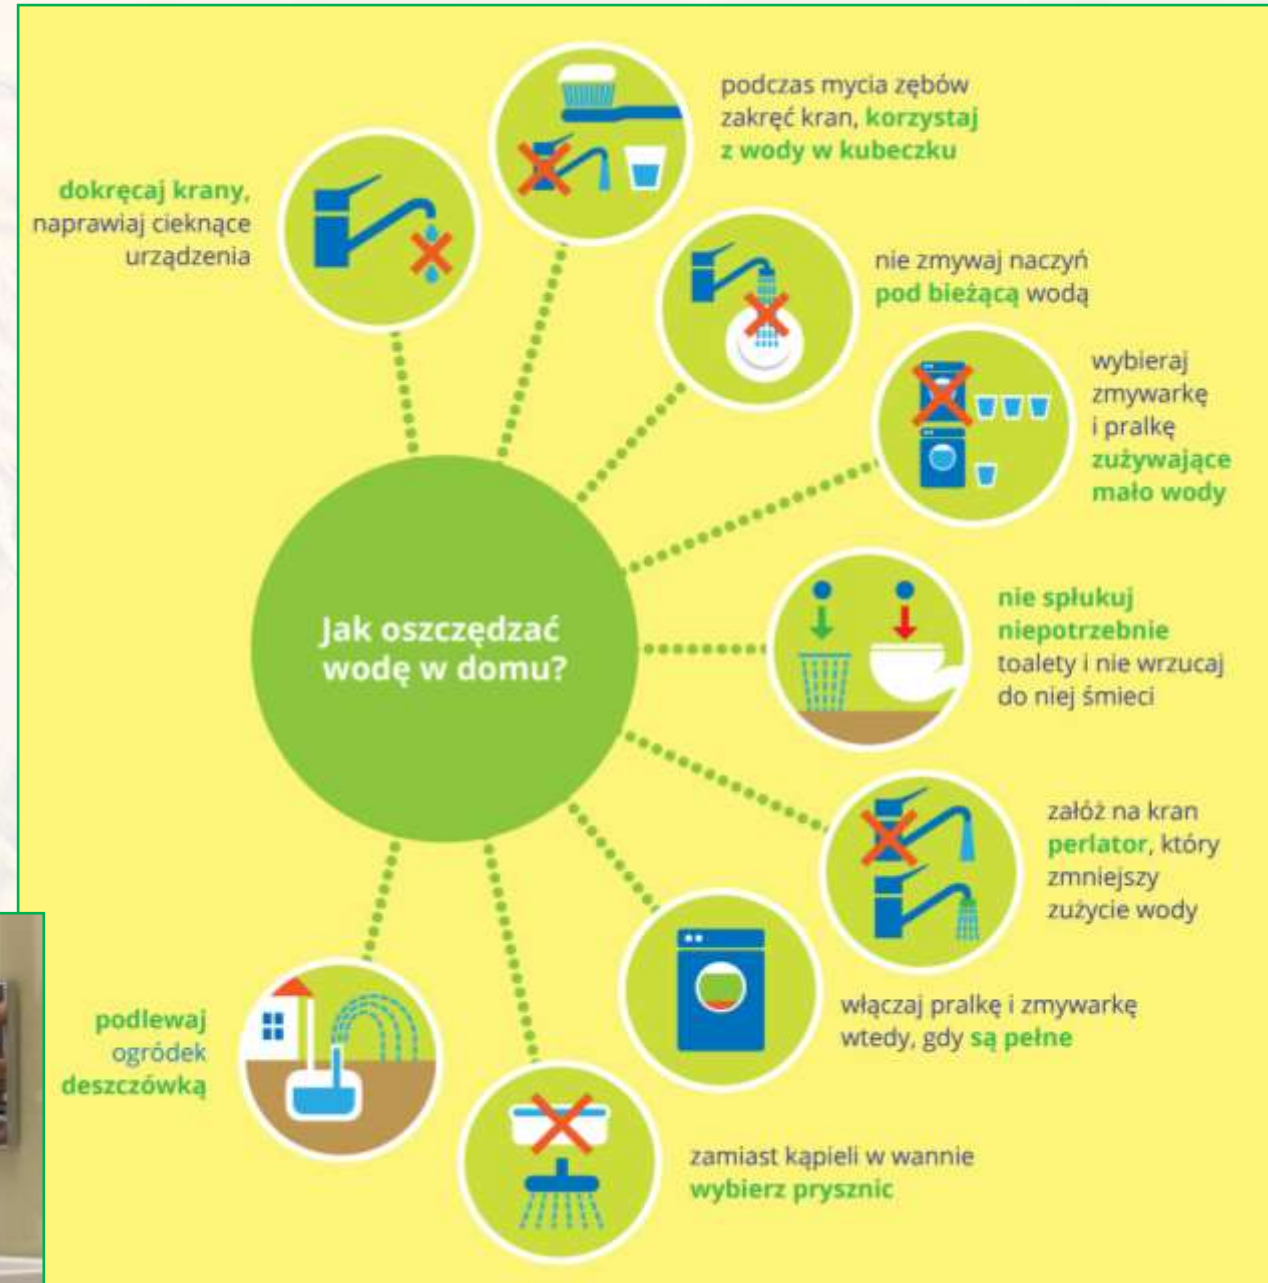 Jak oszczędzać
wodę w domu?
dokręcaj krany,
naprawiaj cieknące
urządzenia
podczas mycia zębów
zakręć kran, korzystaj
z wody w kubeczku
nie zmywaj naczyń
pod bieżącą wodą
wybieraj
zmywarkę
i pralkę
zużywające
mało wody
nie spłukuj
niepotrzebnie
toalety i nie wrzucaj
do niej śmieci
załóż na kran
perlator, który
zmniejszy
zużycie wody
włączaj pralkę i zmywarkę
wtedy, gdy są pełne
zamiast kąpieli w wannie
wybierz prysznic
podlewaj
ogródek
deszczówką